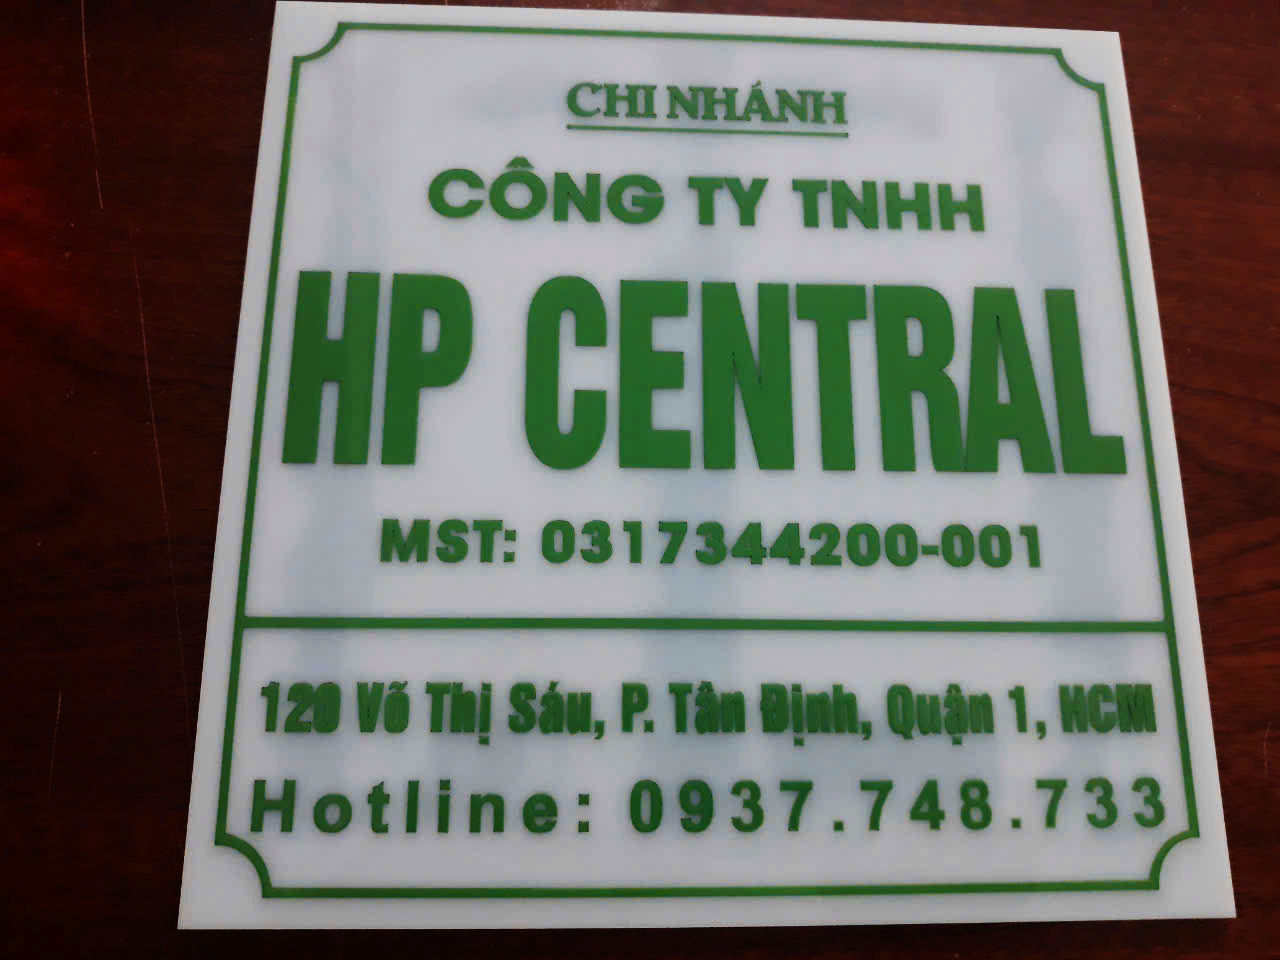 CHI NHÁNH
CÔNG TY TNHH
HP CENTRAL
MST: 0317344200-001
120 Võ Thị Sáu, P. Tân Định, Quận 1, HCM
Hotline: 0937.748.733